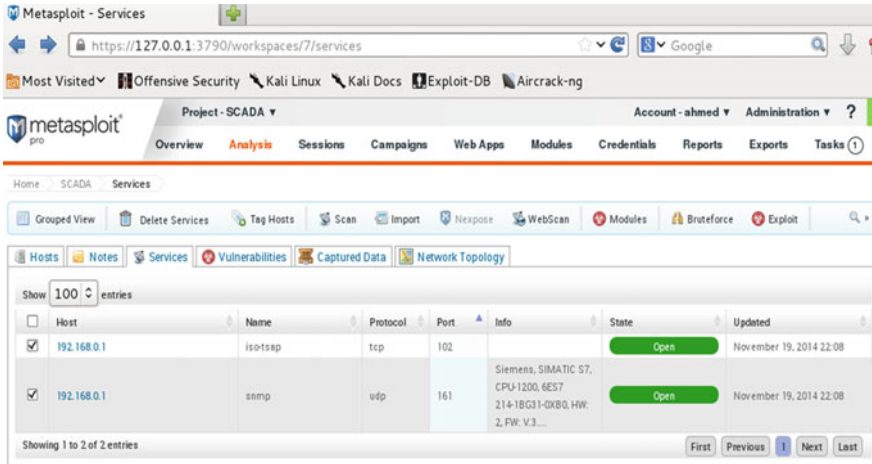 Metasploit - Services
https://127.0.0.1:3790/workspaces/7/services
Google
Most Visited Offensive Security Kali Linux Kali Docs Exploit-DB Aircrack-ng
metasploit pro
Project - SCADA
Account - ahmed Administration ?
Overview Analysis Sessions Campaigns Web Apps Modules Credentials Reports Exports Tasks 1
Home SCADA Services
Grouped View Delete Services Tag Hosts Scan Import Nexpose WebScan Modules Bruteforce Exploit
Hosts Notes Services Vulnerabilities Captured Data Network Topology
Show 100 entries
Host Name Protocol Port Info State Updated
192.168.0.1 iso-tsap tcp 102 Open November 19, 2014 22:08
192.168.0.1 snmp udp 161 Siemens, SIMATIC S7, Open November 19, 2014 22:08
CPU-1200, 6ES7
214-1BG31-0XB0, HW:
2, FW: V.3....
Showing 1 to 2 of 2 entries
First Previous 1 Next Last